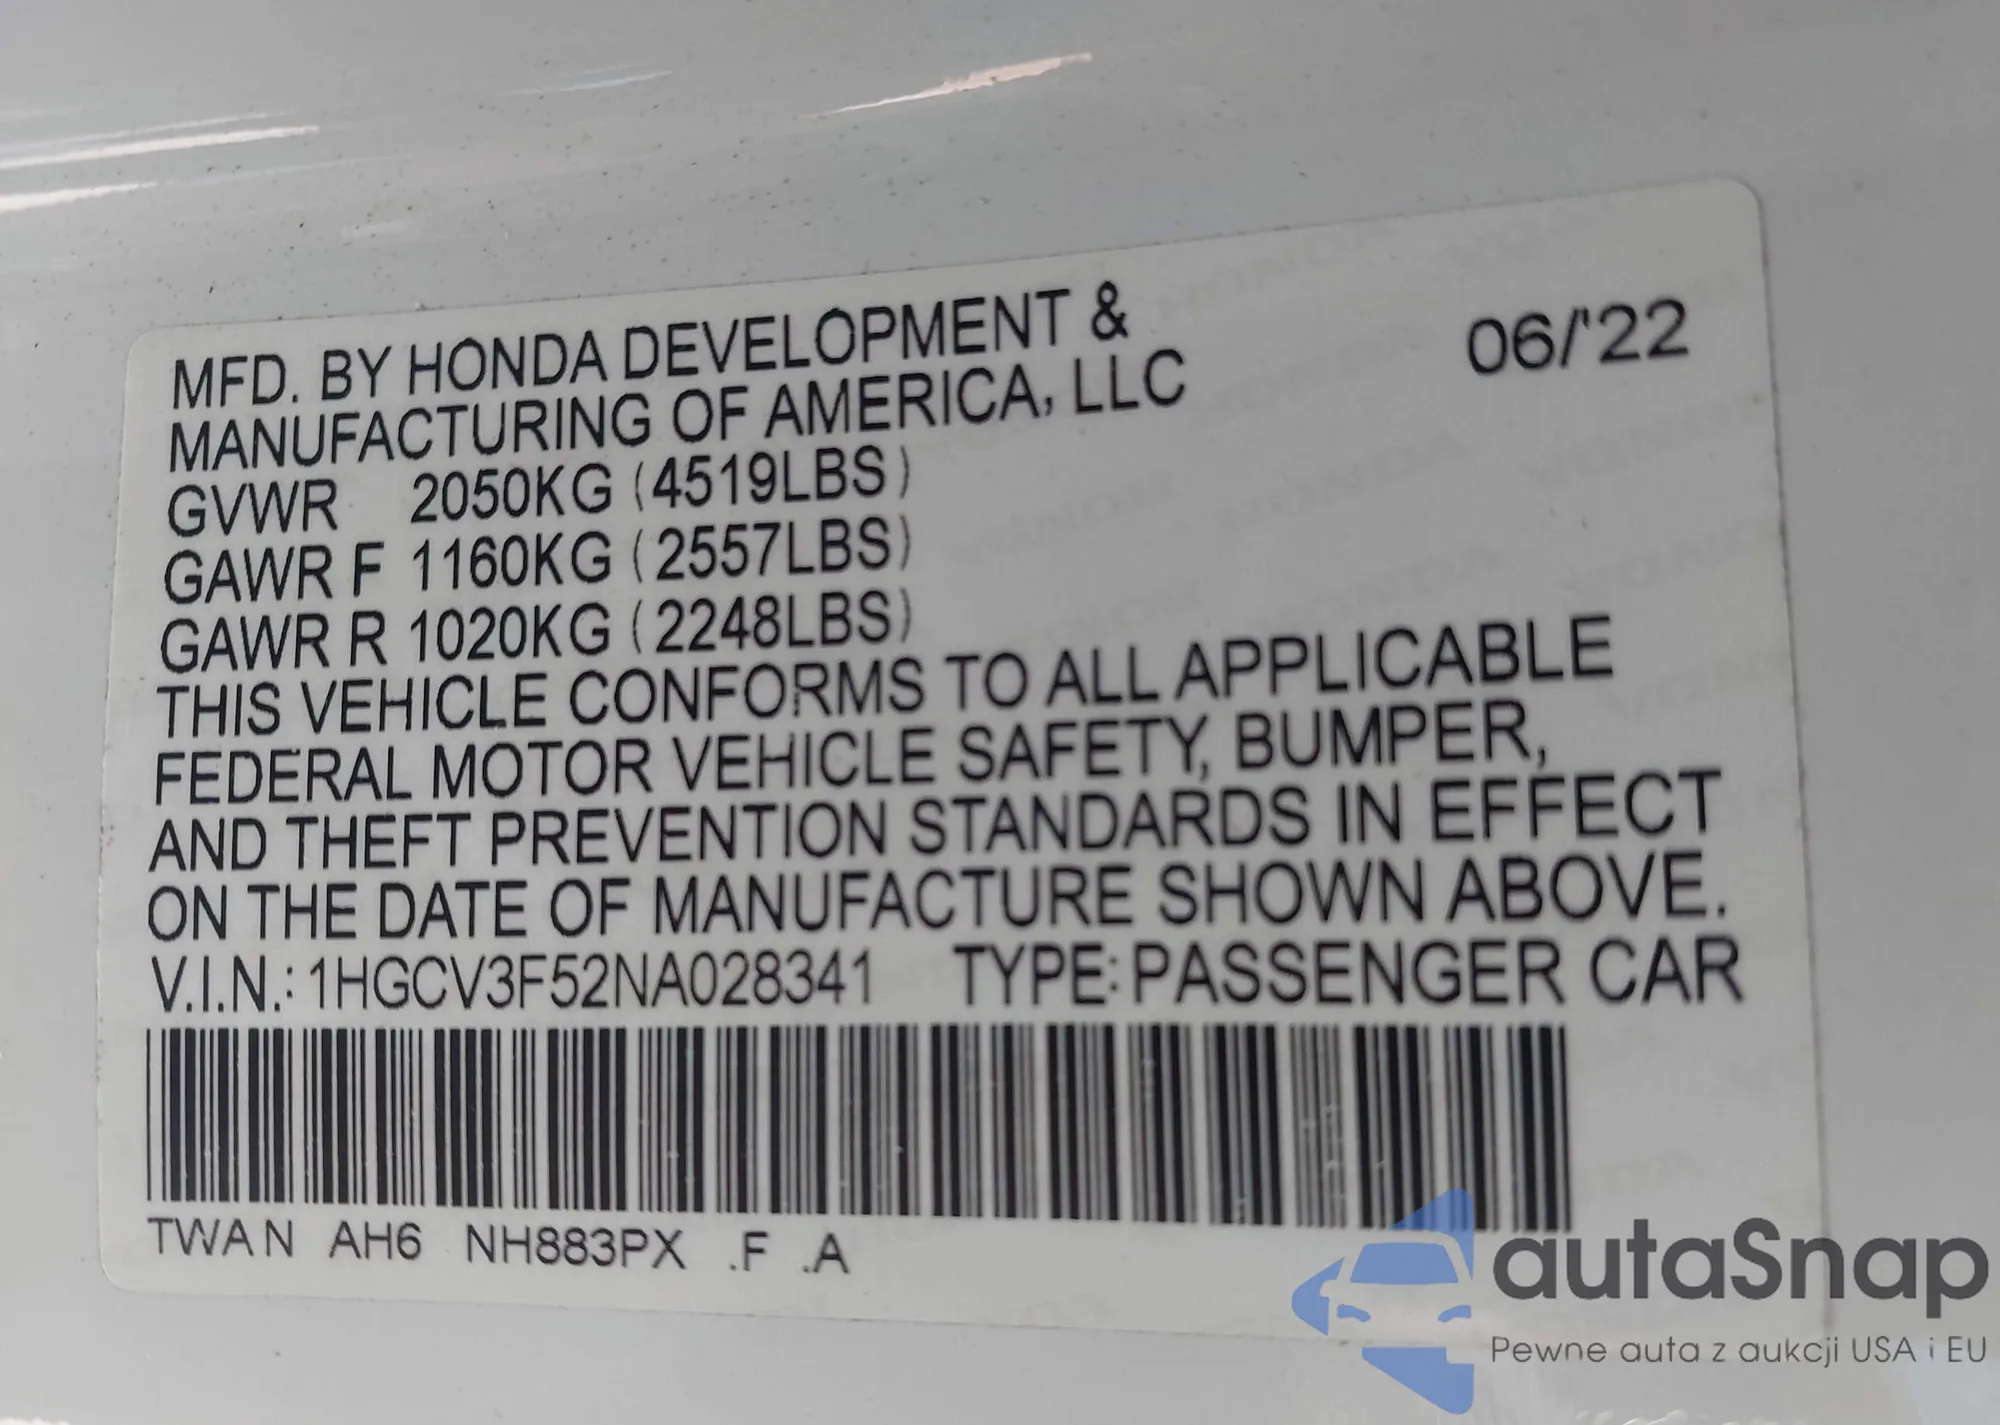 MFD. BY HONDA DEVELOPMENT &
MANUFACTURING OF AMERICA, LLC
06/'22
GVWR 2050KG (4519LBS)
GAWR F 1160KG (2557LBS)
GAWR R 1020KG (2248LBS)
THIS VEHICLE CONFORMS TO ALL APPLICABLE
FEDERAL MOTOR VEHICLE SAFETY, BUMPER,
AND THEFT PREVENTION STANDARDS IN EFFECT
ON THE DATE OF MANUFACTURE SHOWN ABOVE.
V.I.N.: 1HGCV3F52NA028341 TYPE: PASSENGER CAR
TWAN AH6 NH883PX .F .A
autaSnap
Pewne auta z aukcji USA i EU